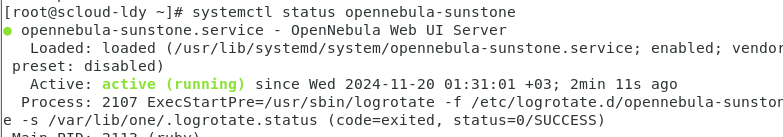 [root@scloud-ldy ~]# systemctl status opennebula-sunstone
● opennebula-sunstone.service - OpenNebula Web UI Server
   Loaded: loaded (/usr/lib/systemd/system/opennebula-sunstone.service; enabled; vendor
 preset: disabled)
   Active: active (running) since Wed 2024-11-20 01:31:01 +03; 2min 11s ago
  Process: 2107 ExecStartPre=/usr/sbin/logrotate -f /etc/logrotate.d/opennebula-sunston
e -s /var/lib/one/.logrotate.status (code=exited, status=0/SUCCESS)
 Main PID: 2113 (ruby)